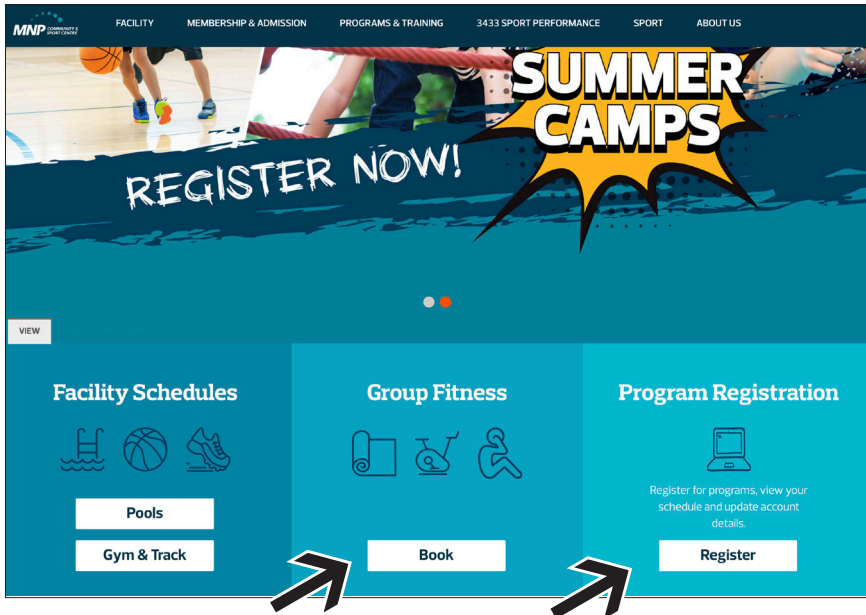 MNP COMMUNITY & SPORT CENTRE
FACILITY
MEMBERSHIP & ADMISSION
PROGRAMS & TRAINING
3433 SPORT PERFORMANCE
SPORT
ABOUT US
SUMMER
CAMPS
REGISTER NOW!
VIEW
Facility Schedules
Pools
Gym & Track
Group Fitness
Book
Program Registration
Register for programs, view your
schedule and update account
details.
Register